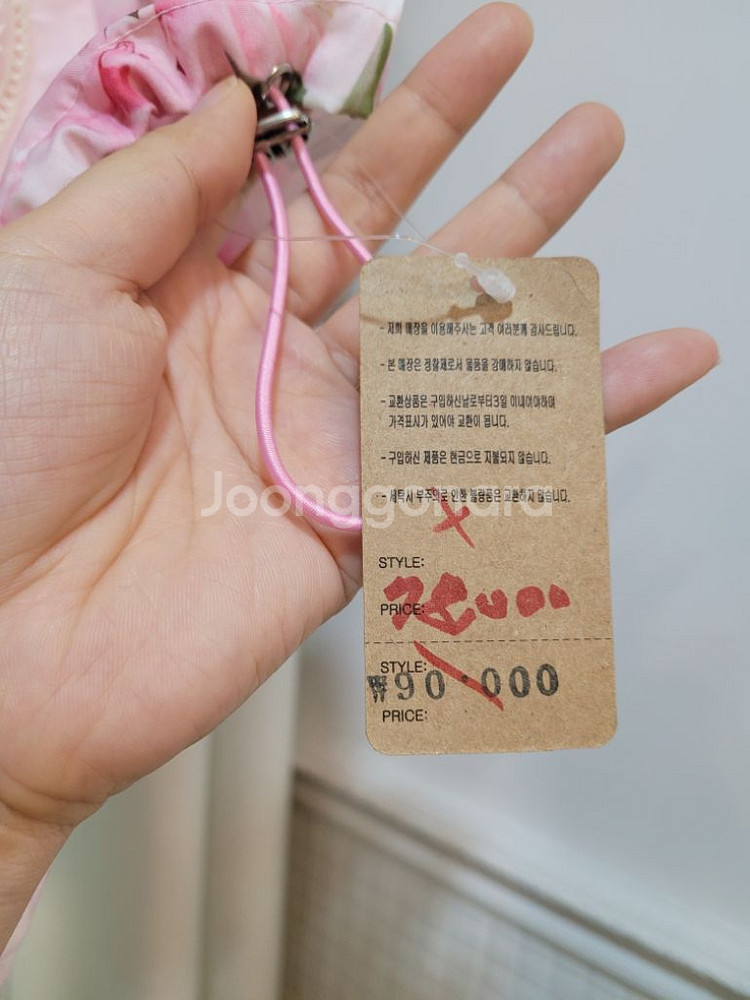 - 저희 매장을 이용해주시는 고객 여러분께 감사드립니다.
- 본 매장은 정찰제로서 물품을 강매하지 않습니다.
- 교환상품은 구입하신날로부터3일 이내이어야하며
가격표시가 있어야 교환이 됩니다.
- 구입하신 제품은 현금으로 지불되지 않습니다.
- 세탁시 부주의로 인한 불량품은 교환하지 않습니다.
Joonggonara
STYLE:
PRICE:
STYLE:
₩90.000
PRICE: